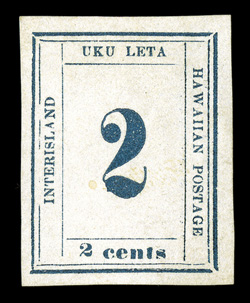 UKU LETA
INTERISLAND
HAWAIIAN POSTAGE
2
2 cents